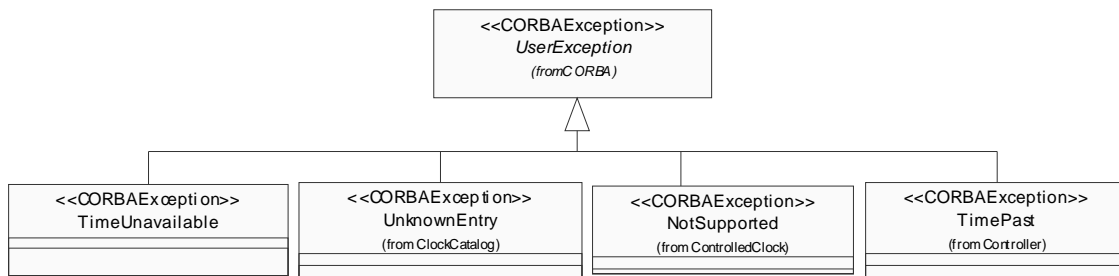 <<CORBAException>>
UserException
(fromCORBA)
<<CORBAException>>
TimeUnavailable
<<CORBAException>>
UnknownEntry
(from ClockCatalog)
<<CORBAException>>
NotSupported
(from ControlledClock)
<<CORBAException>>
TimePast
(from Controller)